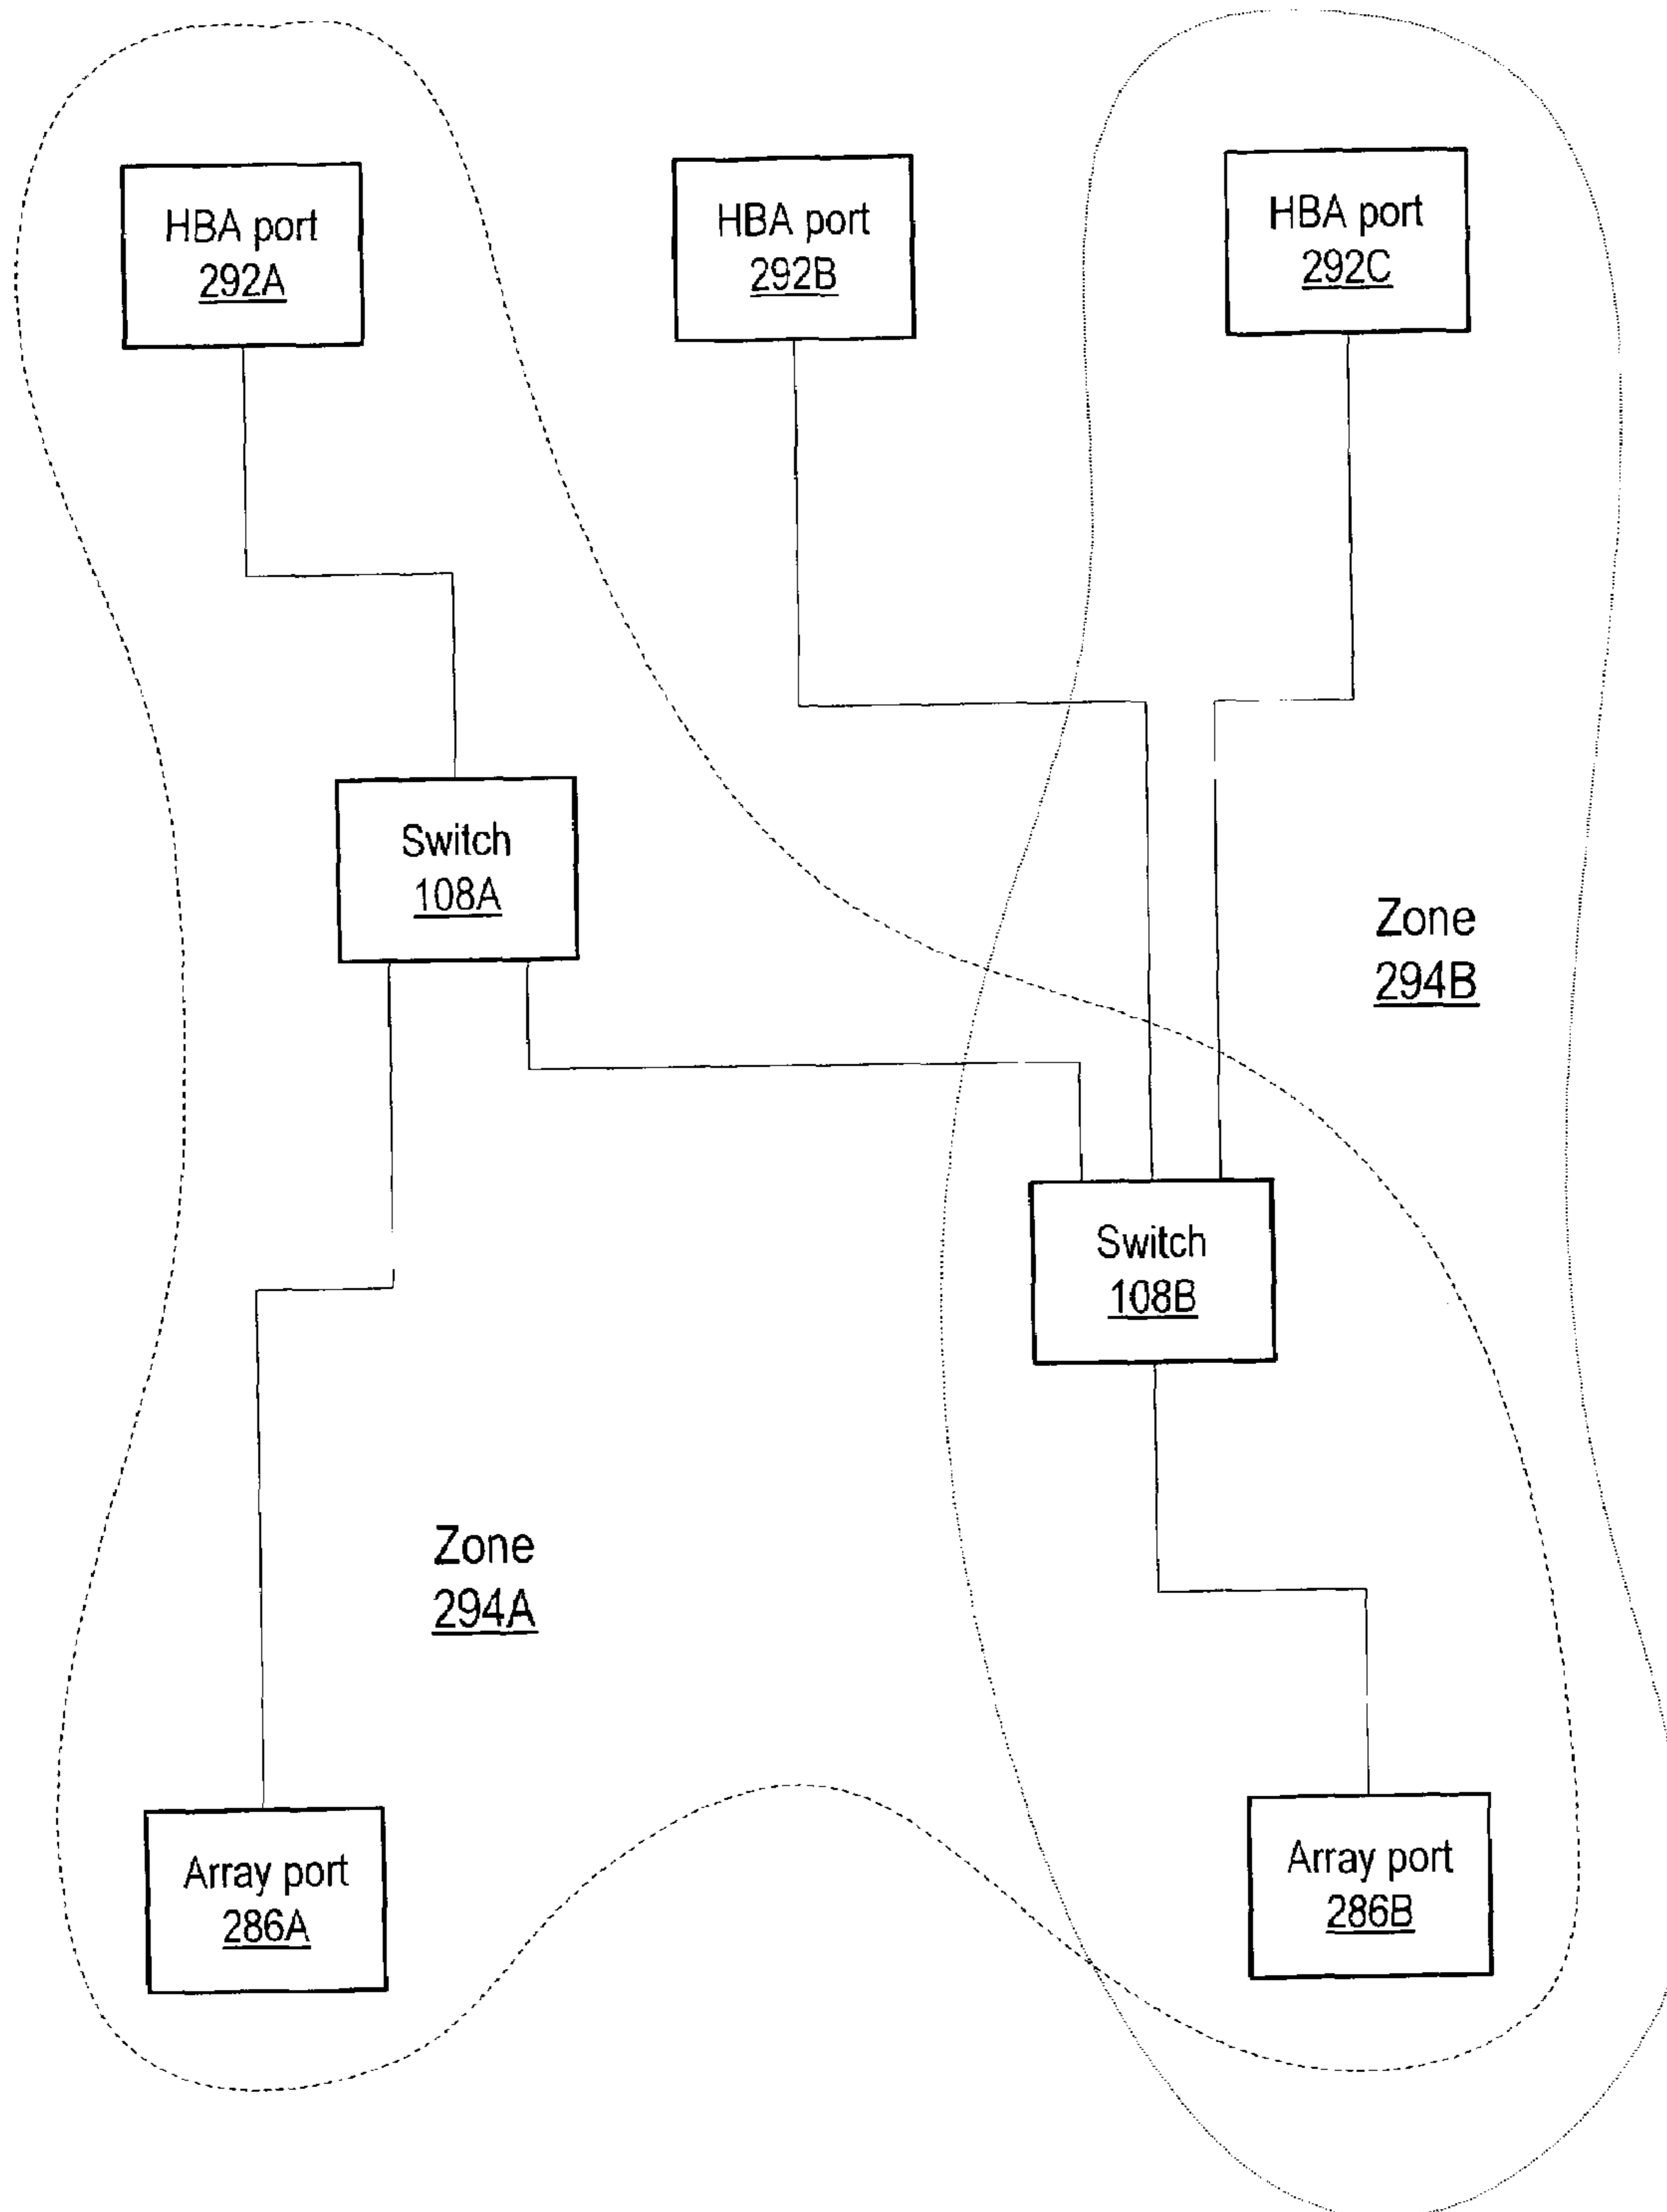 HBA port
292A
HBA port
292B
HBA port
292C
Switch
108A
Zone
294B
Switch
108B
Zone
294A
Array port
286A
Array port
286B